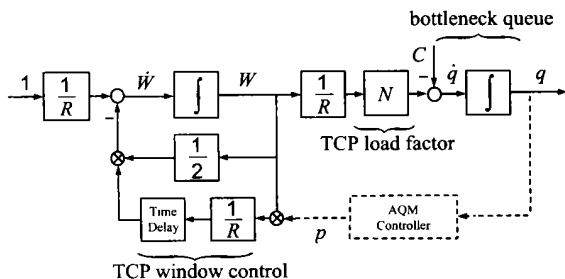 bottleneck queue
1
1/R
−
Ẇ
∫
W
1/R
N
C
−
q̇
∫
q
TCP load factor
1/2
Time
Delay
1/R
p
AQM
Controller
TCP window control